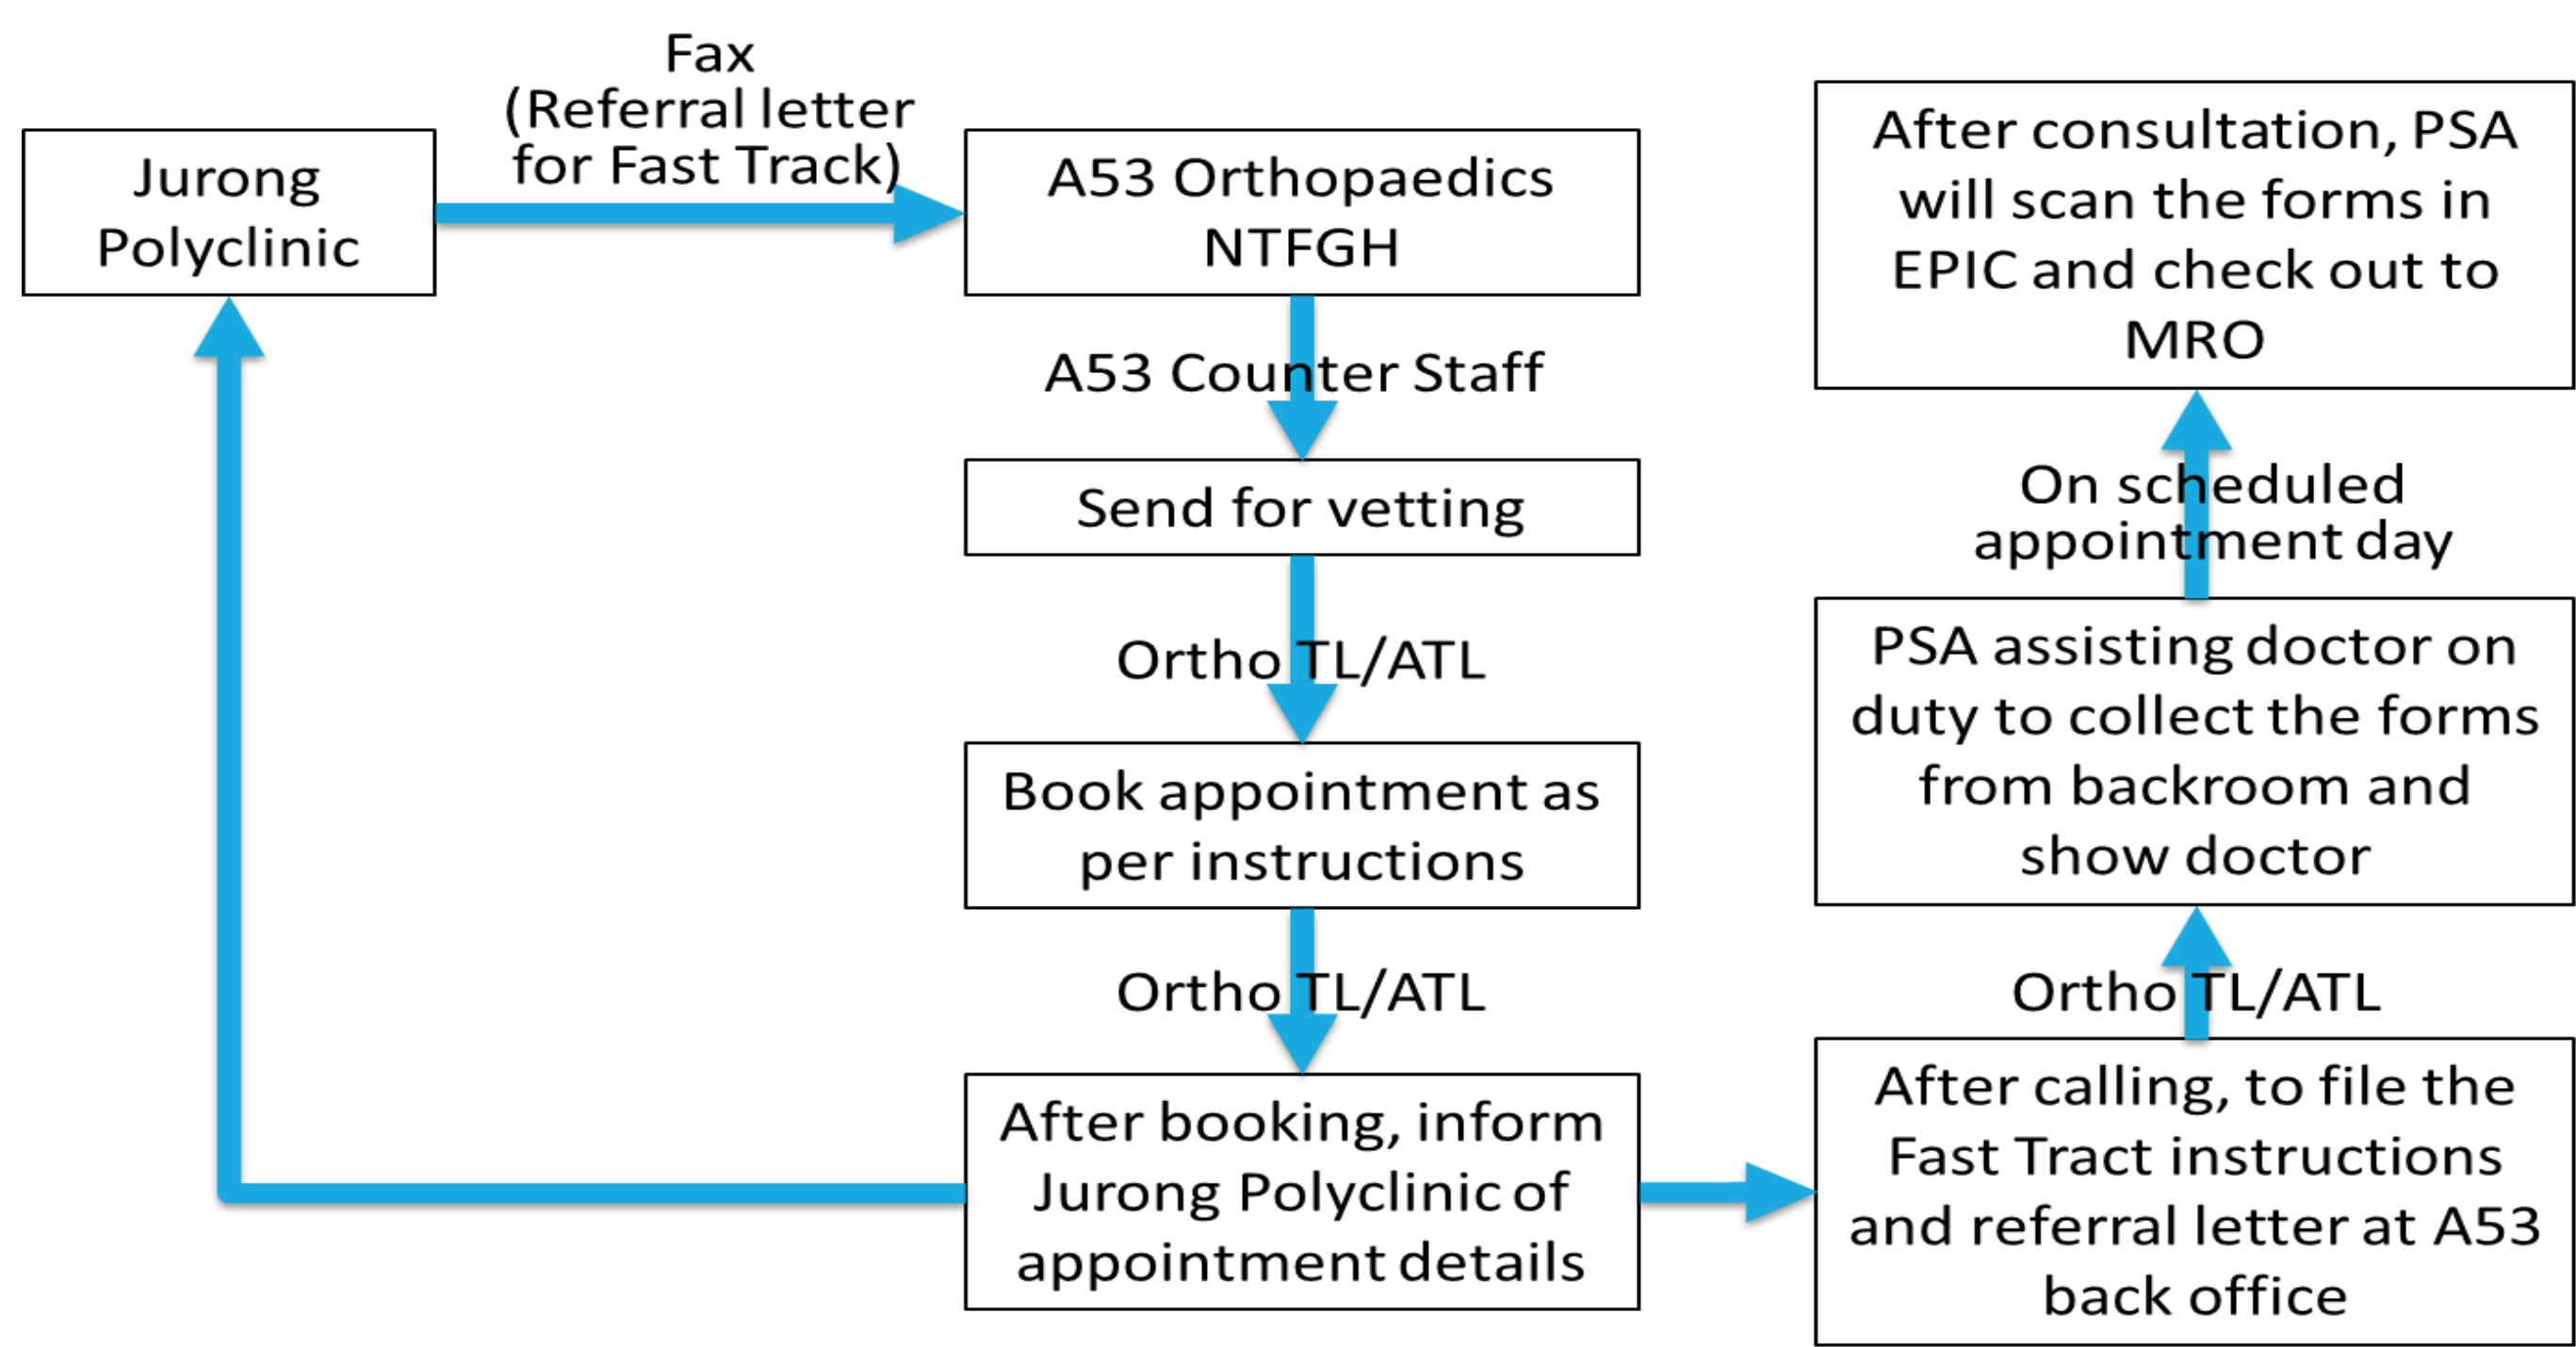 Jurong
Polyclinic
Fax
(Referral letter
for Fast Track)
A53 Orthopaedics
NTFGH
A53 Counter Staff
Send for vetting
Ortho TL/ATL
Book appointment as
per instructions
Ortho TL/ATL
After booking, inform
Jurong Polyclinic of
appointment details
After calling, to file the
Fast Tract instructions
and referral letter at A53
back office
Ortho TL/ATL
PSA assisting doctor on
duty to collect the forms
from backroom and
show doctor
On scheduled
appointment day
After consultation, PSA
will scan the forms in
EPIC and check out to
MRO